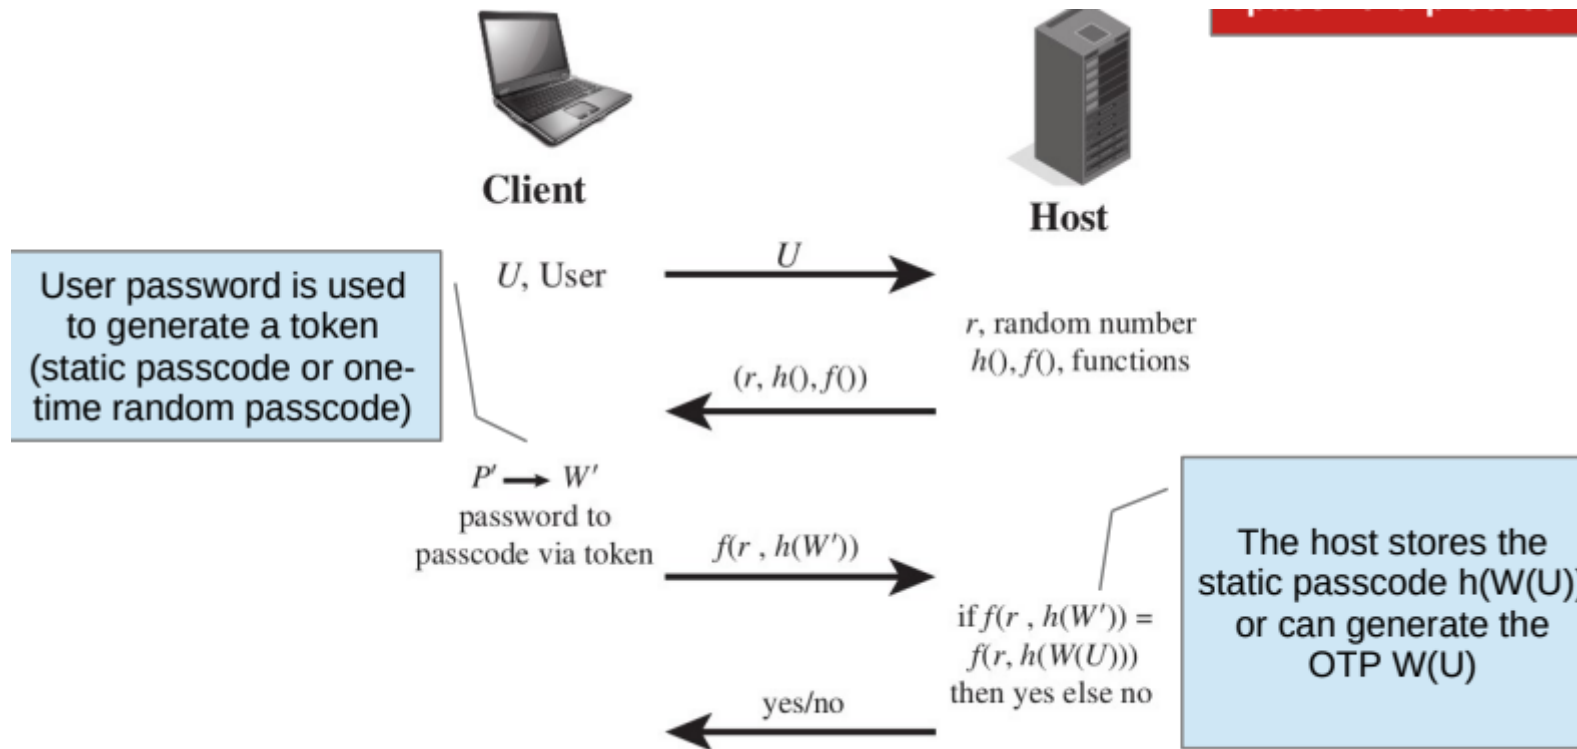 Client
Host
U, User
U
User password is used
to generate a token
(static passcode or one-
time random passcode)
r, random number
h(), f(), functions
(r, h(), f())
P' → W'
password to
passcode via token
f(r , h(W'))
if f(r , h(W')) =
f(r, h(W(U)))
then yes else no
The host stores the
static passcode h(W(U))
or can generate the
OTP W(U)
yes/no